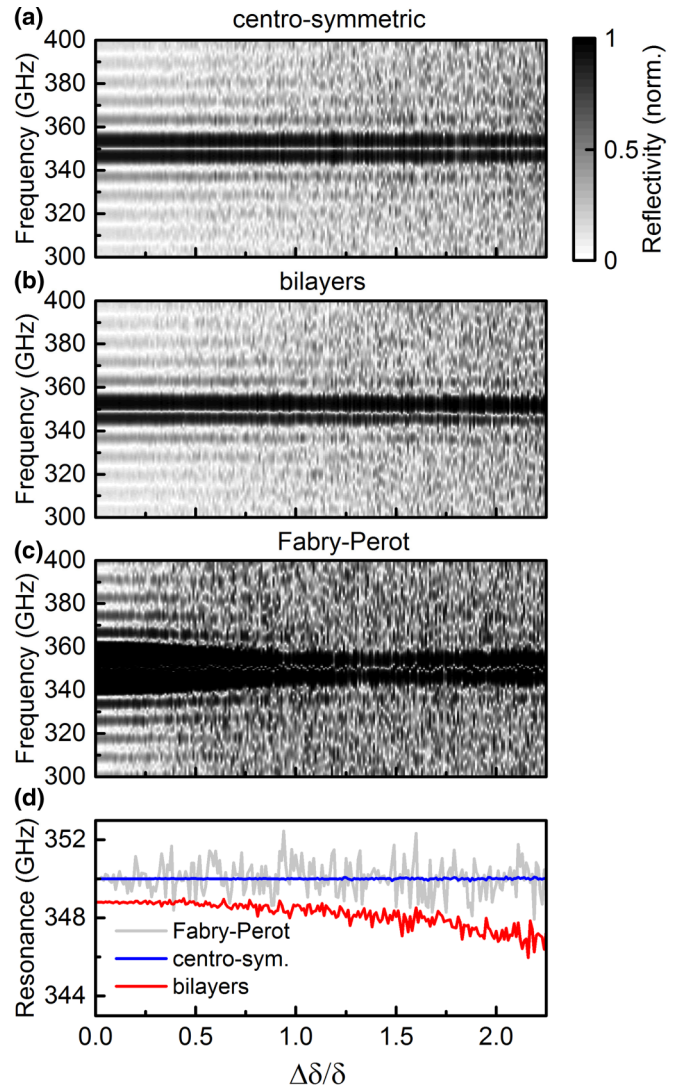 (a)
centro-symmetric
400
380
360
340
320
300
Frequency (GHz)
1
0.5
0
Reflectivity (norm.)
(b)
bilayers
400
380
360
340
320
300
Frequency (GHz)
(c)
Fabry-Perot
400
380
360
340
320
300
Frequency (GHz)
(d)
352
348
344
Resonance (GHz)
Fabry-Perot
centro-sym.
bilayers
0.0 0.5 1.0 1.5 2.0
Δδ/δ